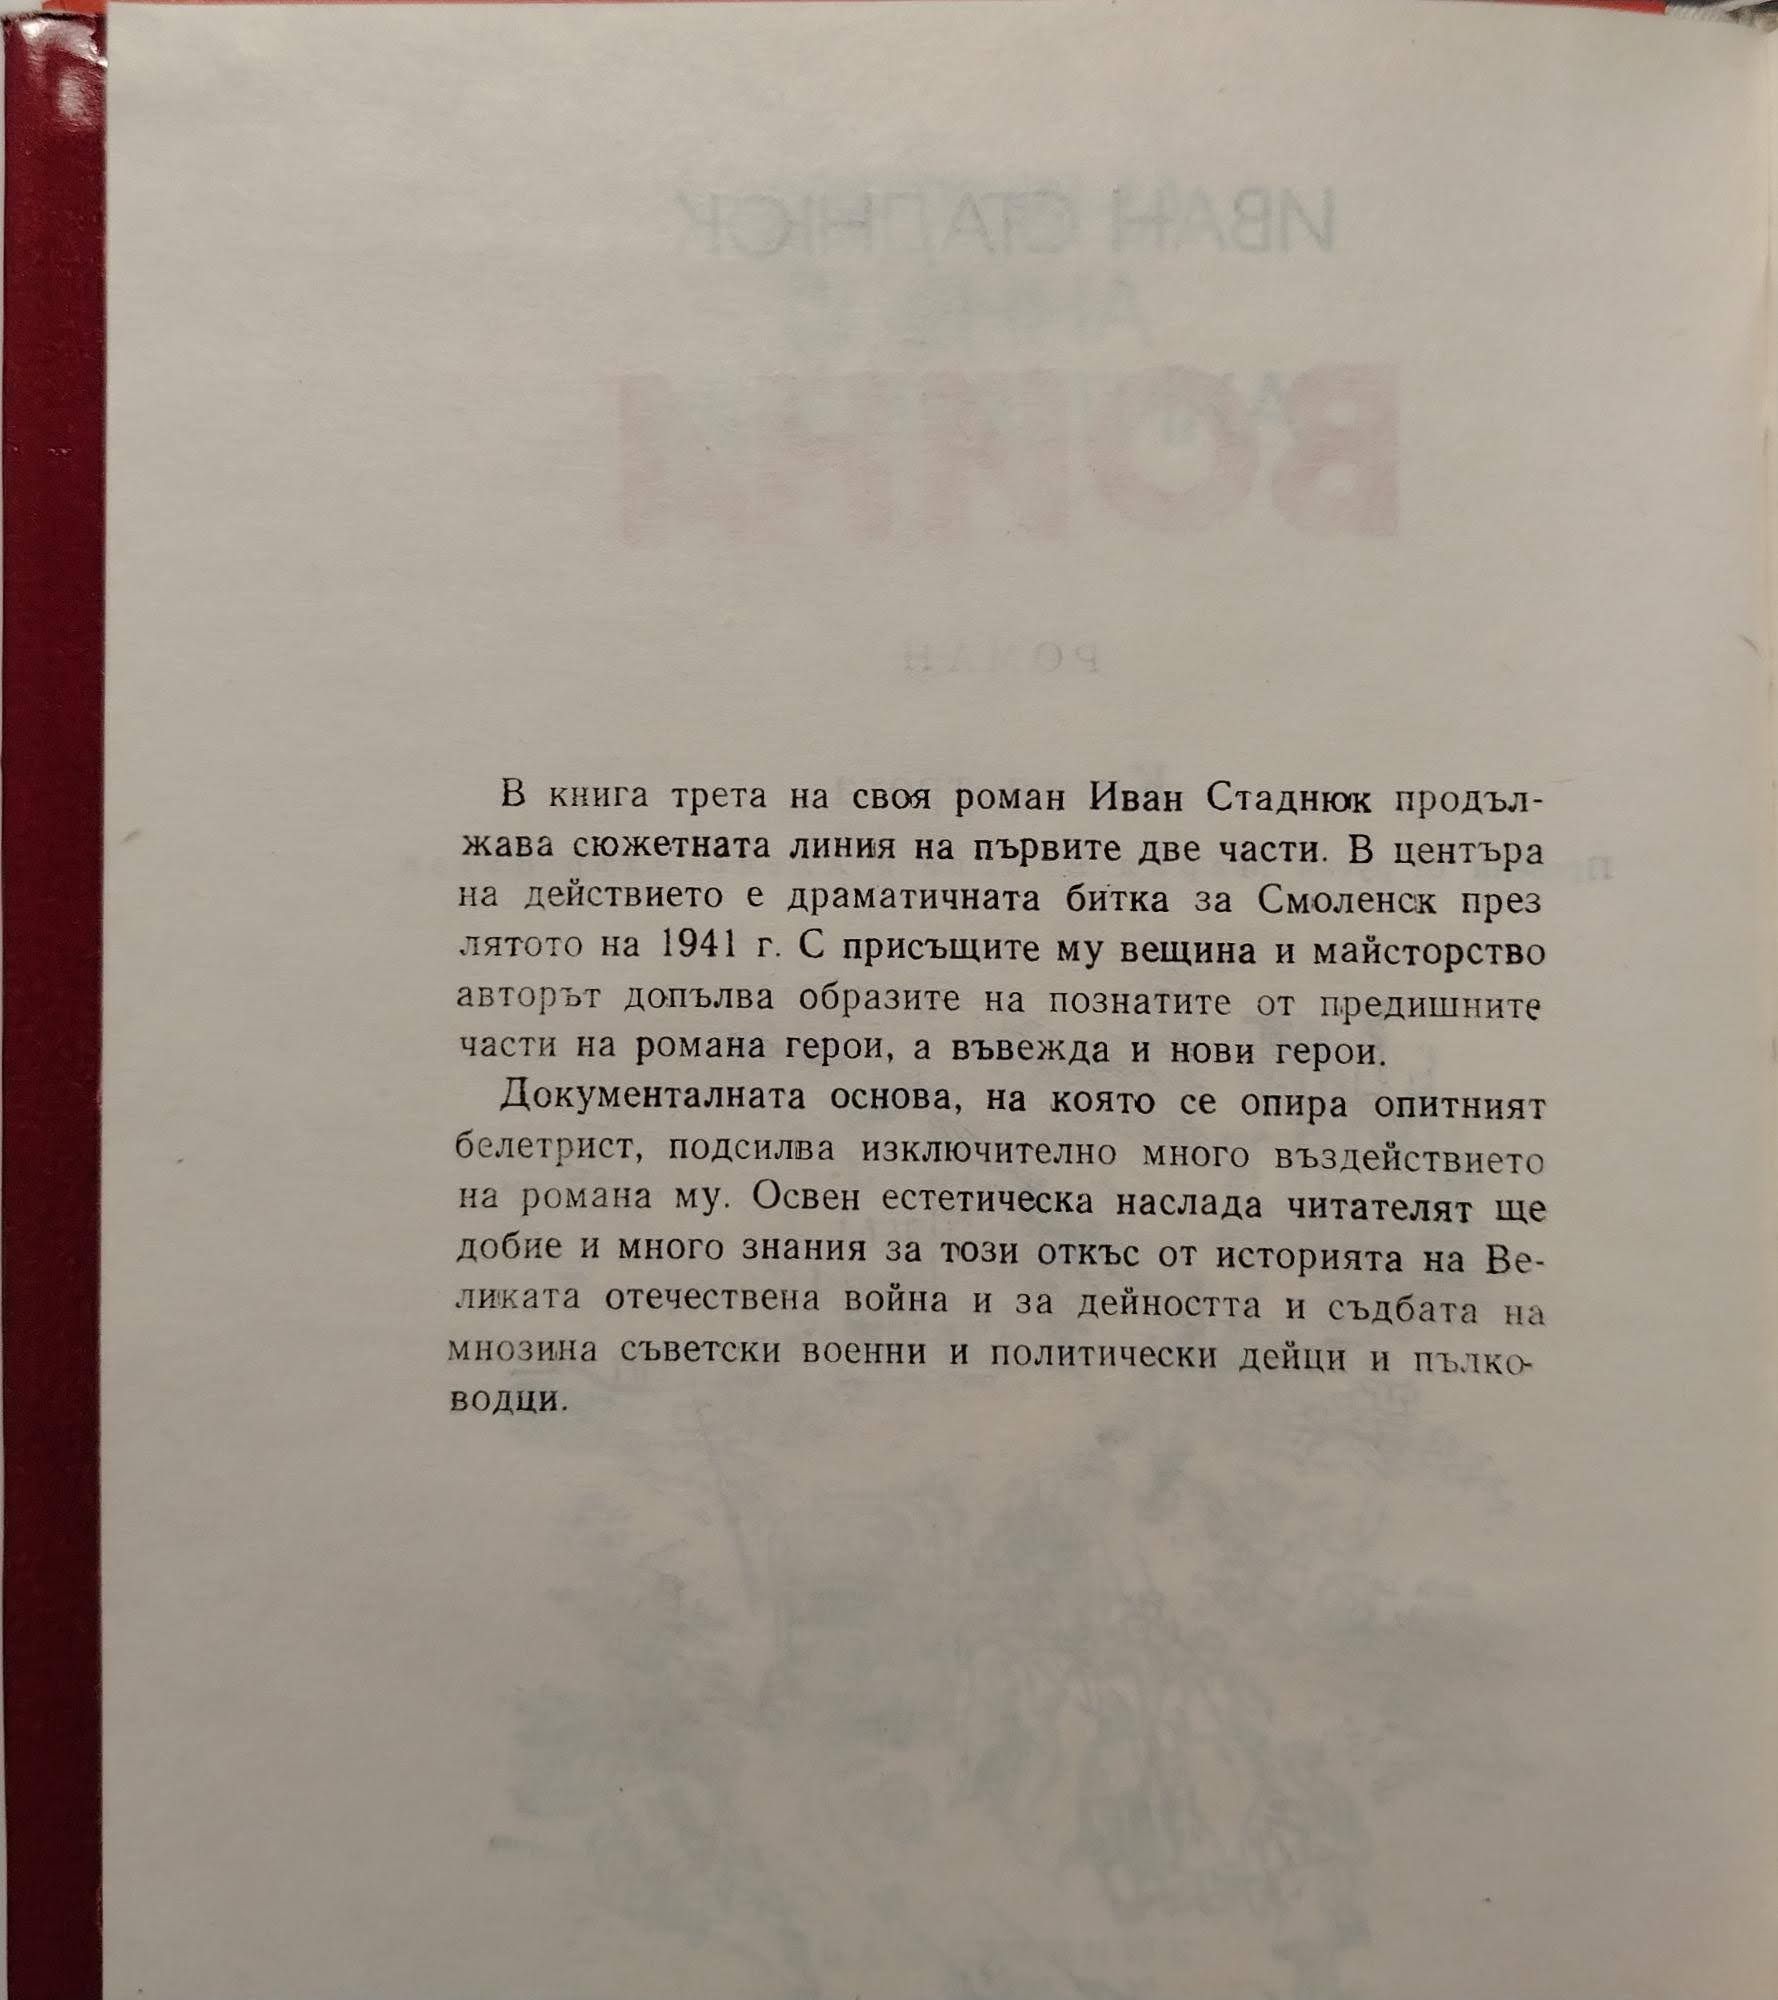 В книга трета на своя роман Иван Стаднюк продъл-
жава сюжетната линия на първите две части. В центъра
на действието е драматичната битка за Смоленск през
лятото на 1941 г. С присъщите му вещина и майсторство
авторът допълва образите на познатите от предишните
части на романа герои, а въвежда и нови герои.
Документалната основа, на която се опира опитният
белетрист, подсилва изключително много въздействието
на романа му. Освен естетическа наслада читателят ще
добие и много знания за този откъс от историята на Ве-
ликата отечествена война и за дейността и съдбата на
мнозина съветски военни и политически дейци и пълко-
водци.